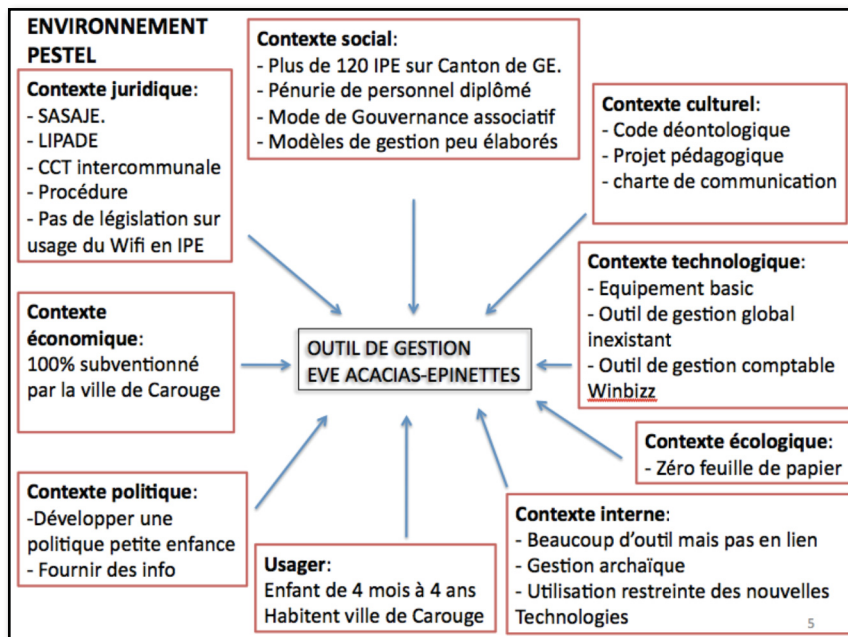 ENVIRONNEMENT
PESTEL
Contexte juridique:
- SASAJE.
- LIPADE
- CCT intercommunale
- Procédure
- Pas de législation sur
usage du Wifi en IPE
Contexte social:
- Plus de 120 IPE sur Canton de GE.
- Pénurie de personnel diplômé
- Mode de Gouvernance associatif
- Modèles de gestion peu élaborés
Contexte culturel:
- Code déontologique
- Projet pédagogique
- charte de communication
Contexte
économique:
100% subventionné
par la ville de Carouge
OUTIL DE GESTION
EVE ACACIAS-EPINETTES
Contexte technologique:
- Equipement basic
- Outil de gestion global
inexistant
- Outil de gestion comptable
Winbizz
Contexte écologique:
- Zéro feuille de papier
Contexte politique:
-Développer une
politique petite enfance
- Fournir des info
Usager:
Enfant de 4 mois à 4 ans
Habitent ville de Carouge
Contexte interne:
- Beaucoup d'outil mais pas en lien
- Gestion archaïque
- Utilisation restreinte des nouvelles
Technologies
5